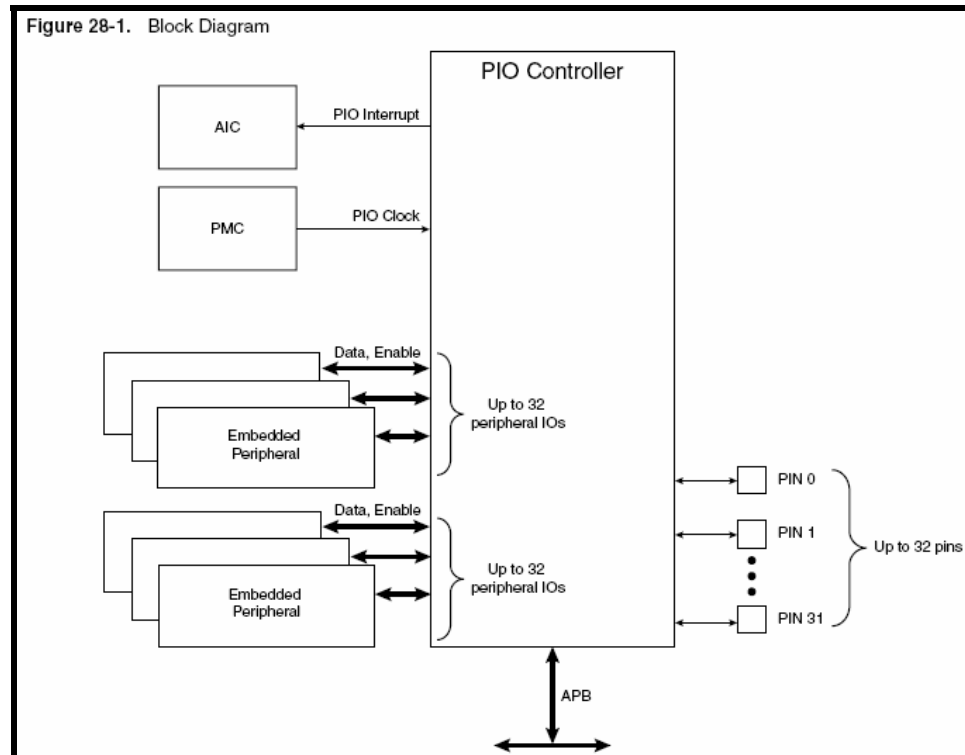 Figure 28-1. Block Diagram
PIO Controller
AIC
PIO Interrupt
PMC
PIO Clock
Data, Enable
Up to 32
peripheral IOs
Embedded
Peripheral
Data, Enable
Up to 32
peripheral IOs
Embedded
Peripheral
PIN 0
PIN 1
Up to 32 pins
PIN 31
APB